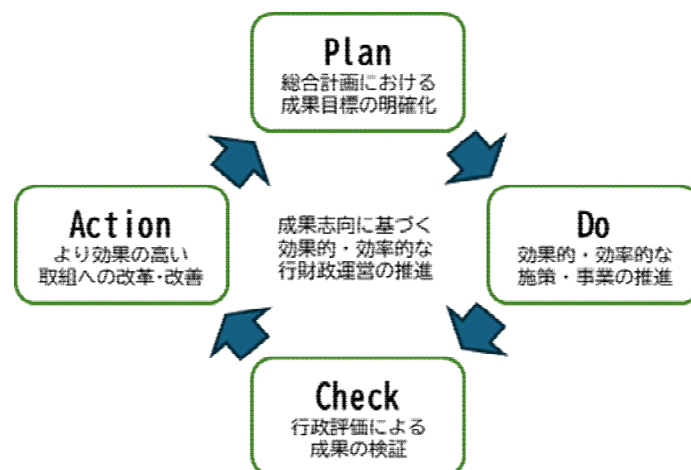 Plan
総合計画における
成果目標の明確化
Action
より効果の高い
取組への改革・改善
成果志向に基づく
効果的・効率的な
行財政運営の推進
Do
効果的・効率的な
施策・事業の推進
Check
行政評価による
成果の検証